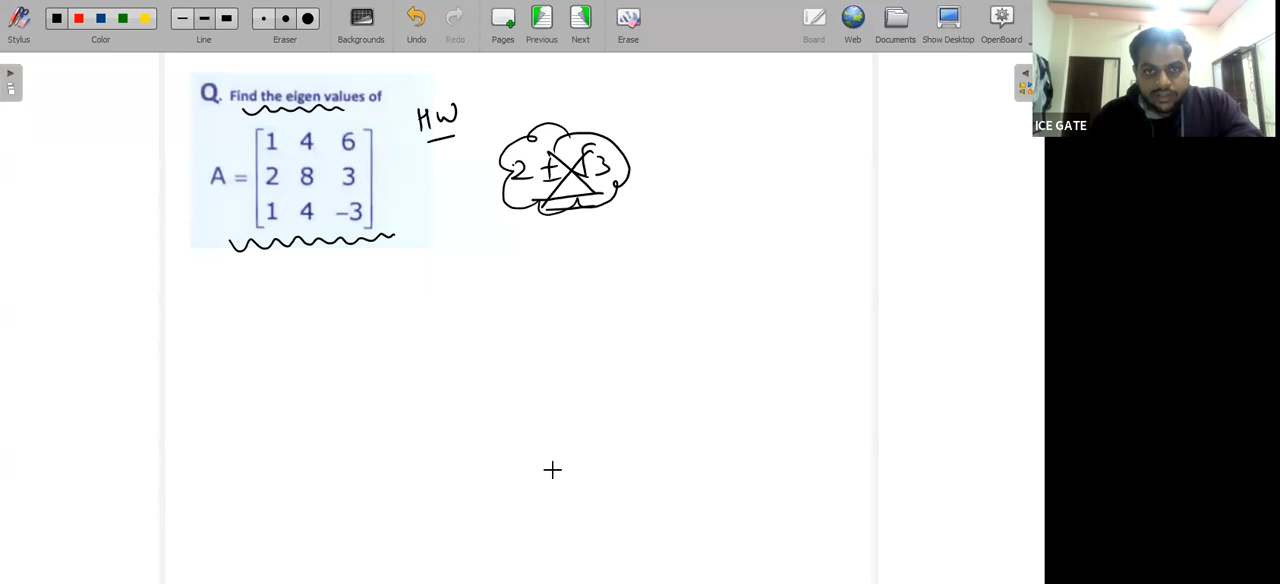 Stylus Color Line Eraser Backgrounds Undo Redo Pages Previous Next Erase Board Web Documents Show Desktop OpenBoard
ICE GATE
Q. Find the eigen values of
HW
A = [1 4 6
2 8 3
1 4 -3]
2 ± √3